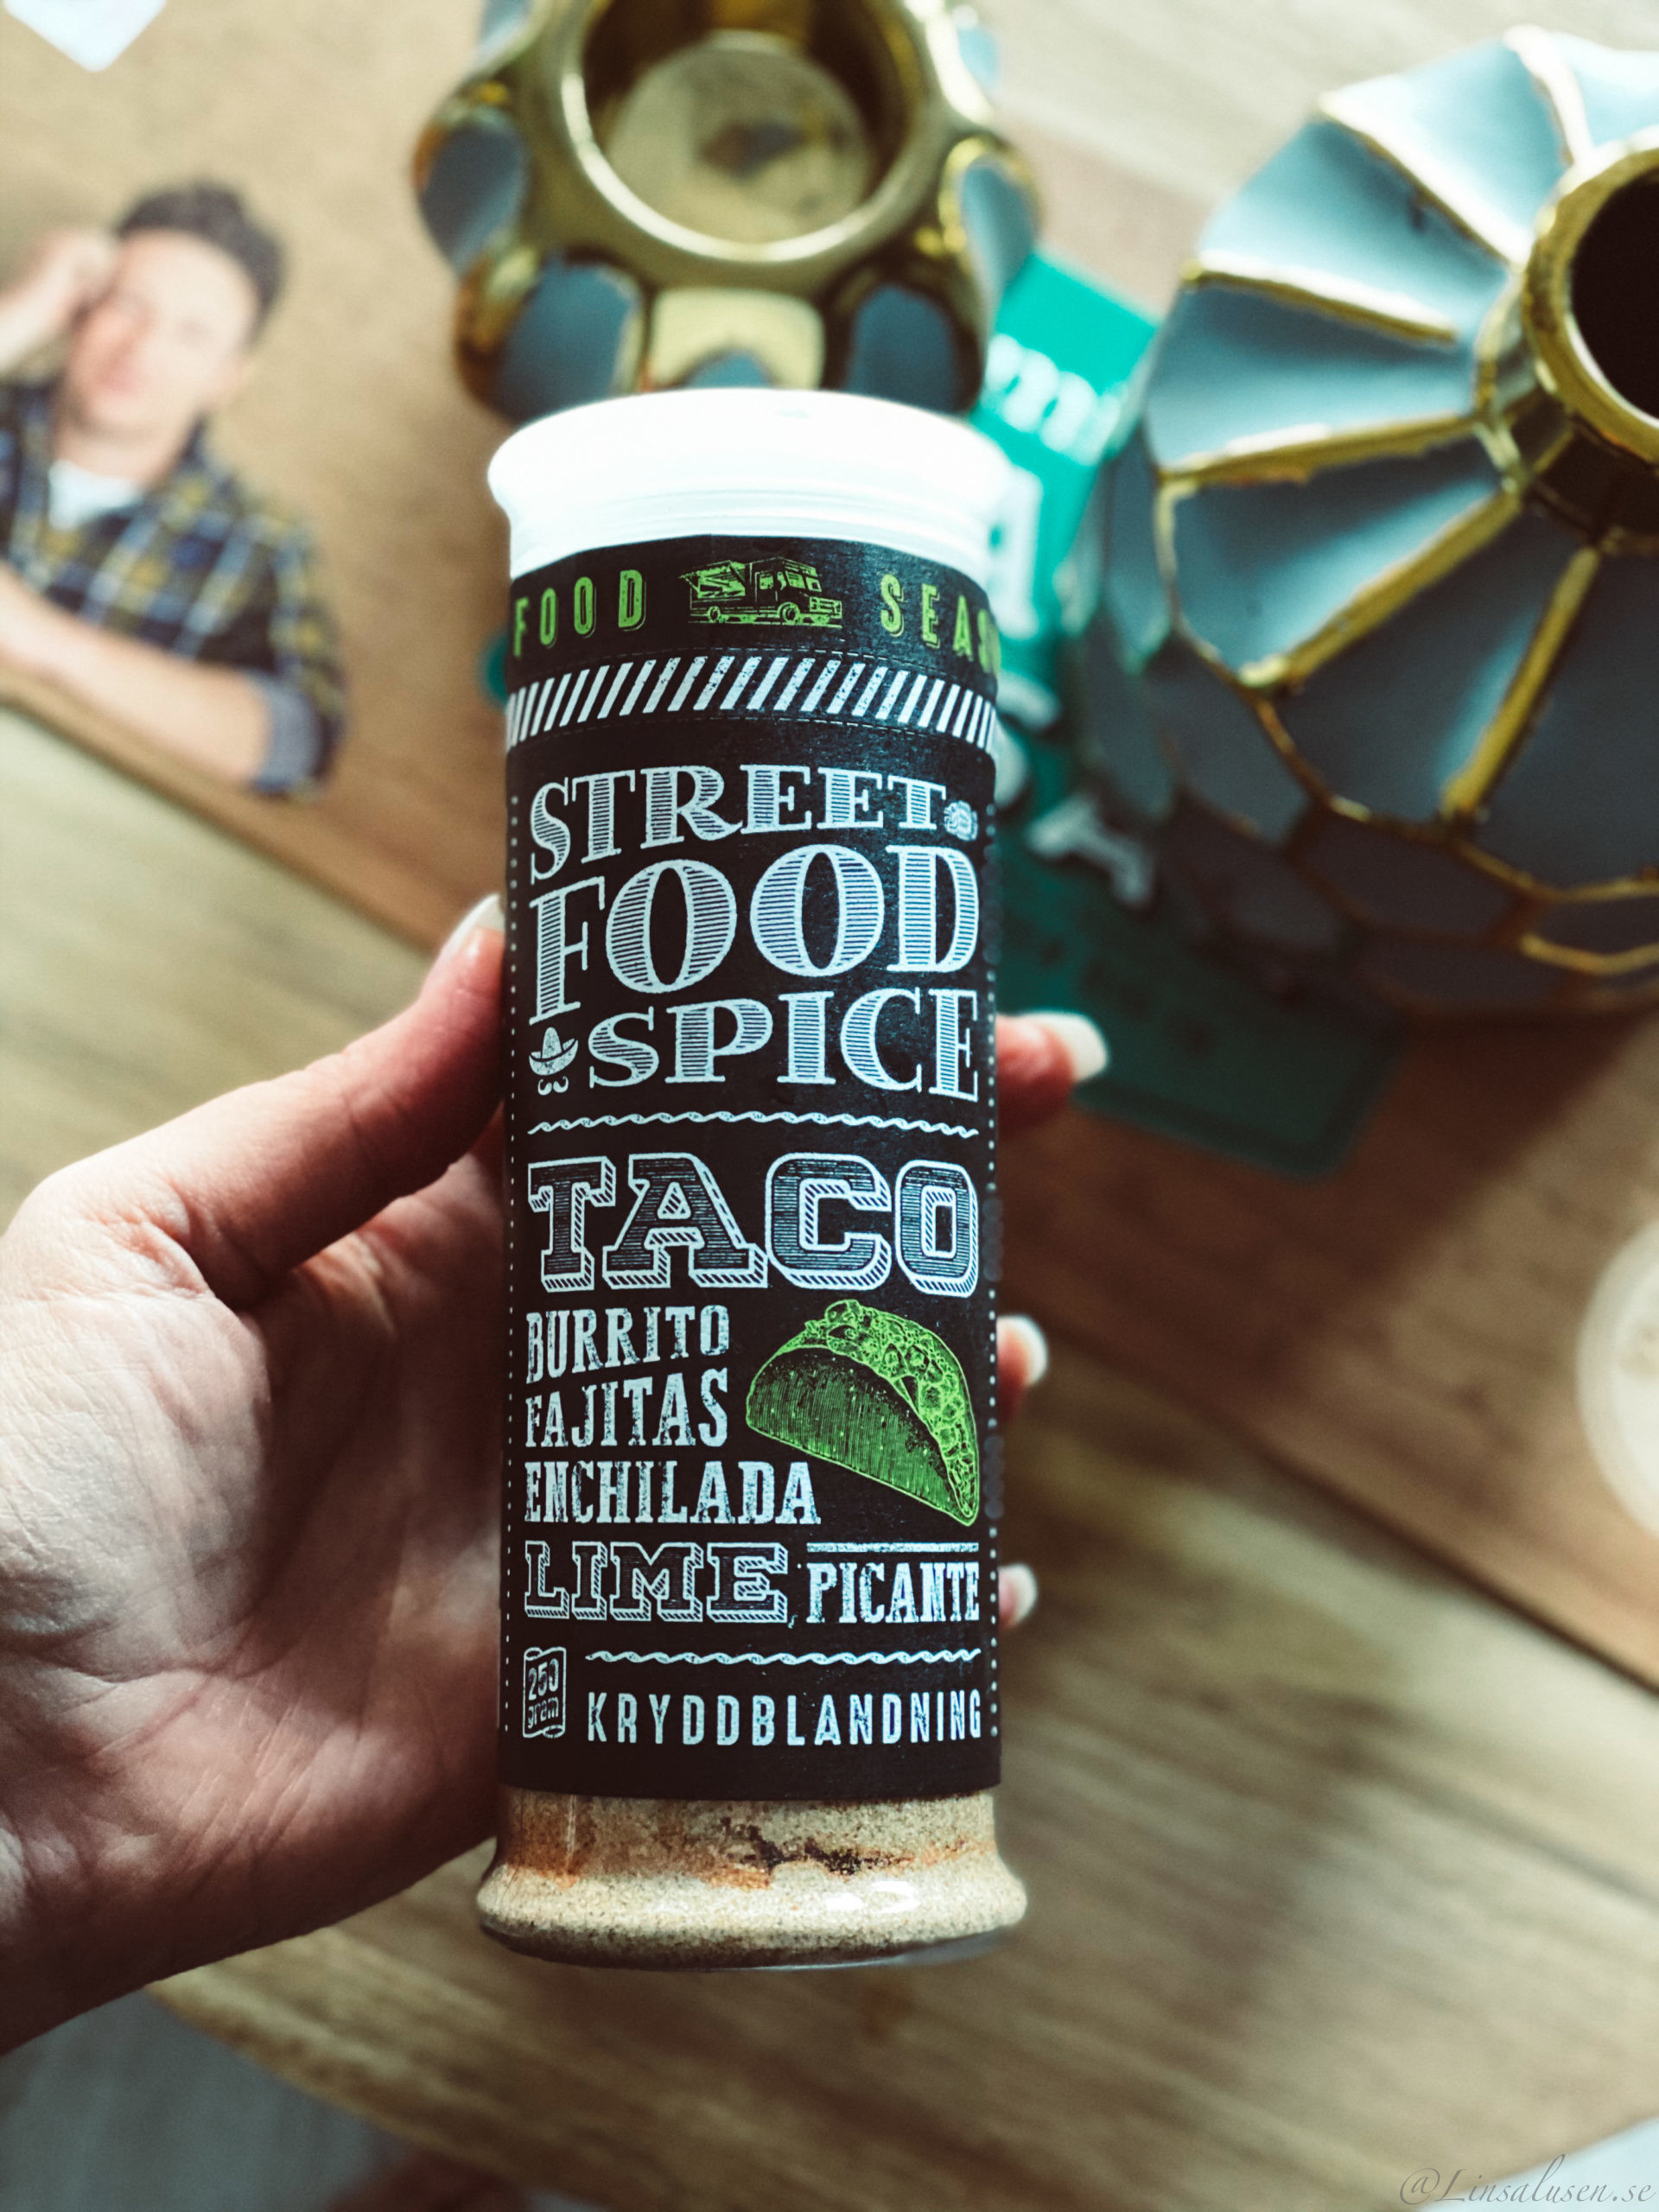 FOOD
STREET
FOOD
SPICE
TACO
BURRITO
FAJITAS
ENCHILADA
LIME PICANTE
250
gram
KRYDDBLANDNING
@Linsalusen.se